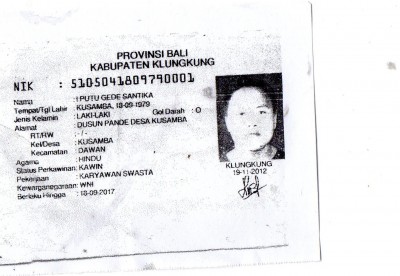 PROVINSI BALI
KABUPATEN KLUNGKUNG
NIK : 5105041809790001
Nama : I PUTU GEDE SANTIKA
Tempat/Tgl Lahir : KUSAMBA, 18-09-1979
Jenis Kelamin : LAKI-LAKI Gol Darah : O
Alamat : DUSUN PANDE DESA KUSAMBA
RT/RW : - / -
Kel/Desa : KUSAMBA
Kecamatan : DAWAN
Agama : HINDU
Status Perkawinan : KAWIN
Pekerjaan : KARYAWAN SWASTA
Kewarganegaraan : WNI
Berlaku Hingga : 18-09-2017
KLUNGKUNG
19-11-2012